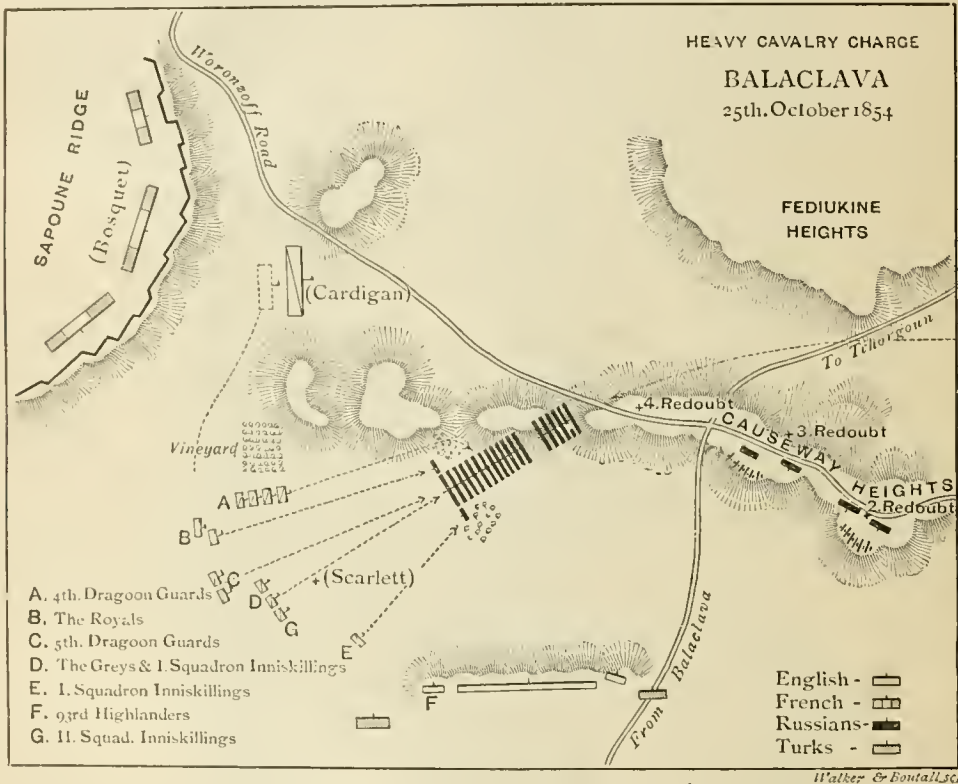 HEAVY CAVALRY CHARGE
BALACLAVA
25th. October 1854
Woronzoff Road
SAPOUNE RIDGE
(Bosquet)
FEDIUKINE
HEIGHTS
(Cardigan)
To Tchorgoun
+4. Redoubt
CAUSEWAY
+3. Redoubt
HEIGHTS
2. Redoubt
Vineyard
A
B
C
D
G
E
+(Scarlett)
F
From Balaclava
A. 4th. Dragoon Guards
B. The Royals
C. 5th. Dragoon Guards
D. The Greys & I. Squadron Inniskillings
E. I. Squadron Inniskillings
F. 93rd Highlanders
G. II. Squad. Inniskillings
English -
French -
Russians-
Turks -
Walker & Boutall sc.